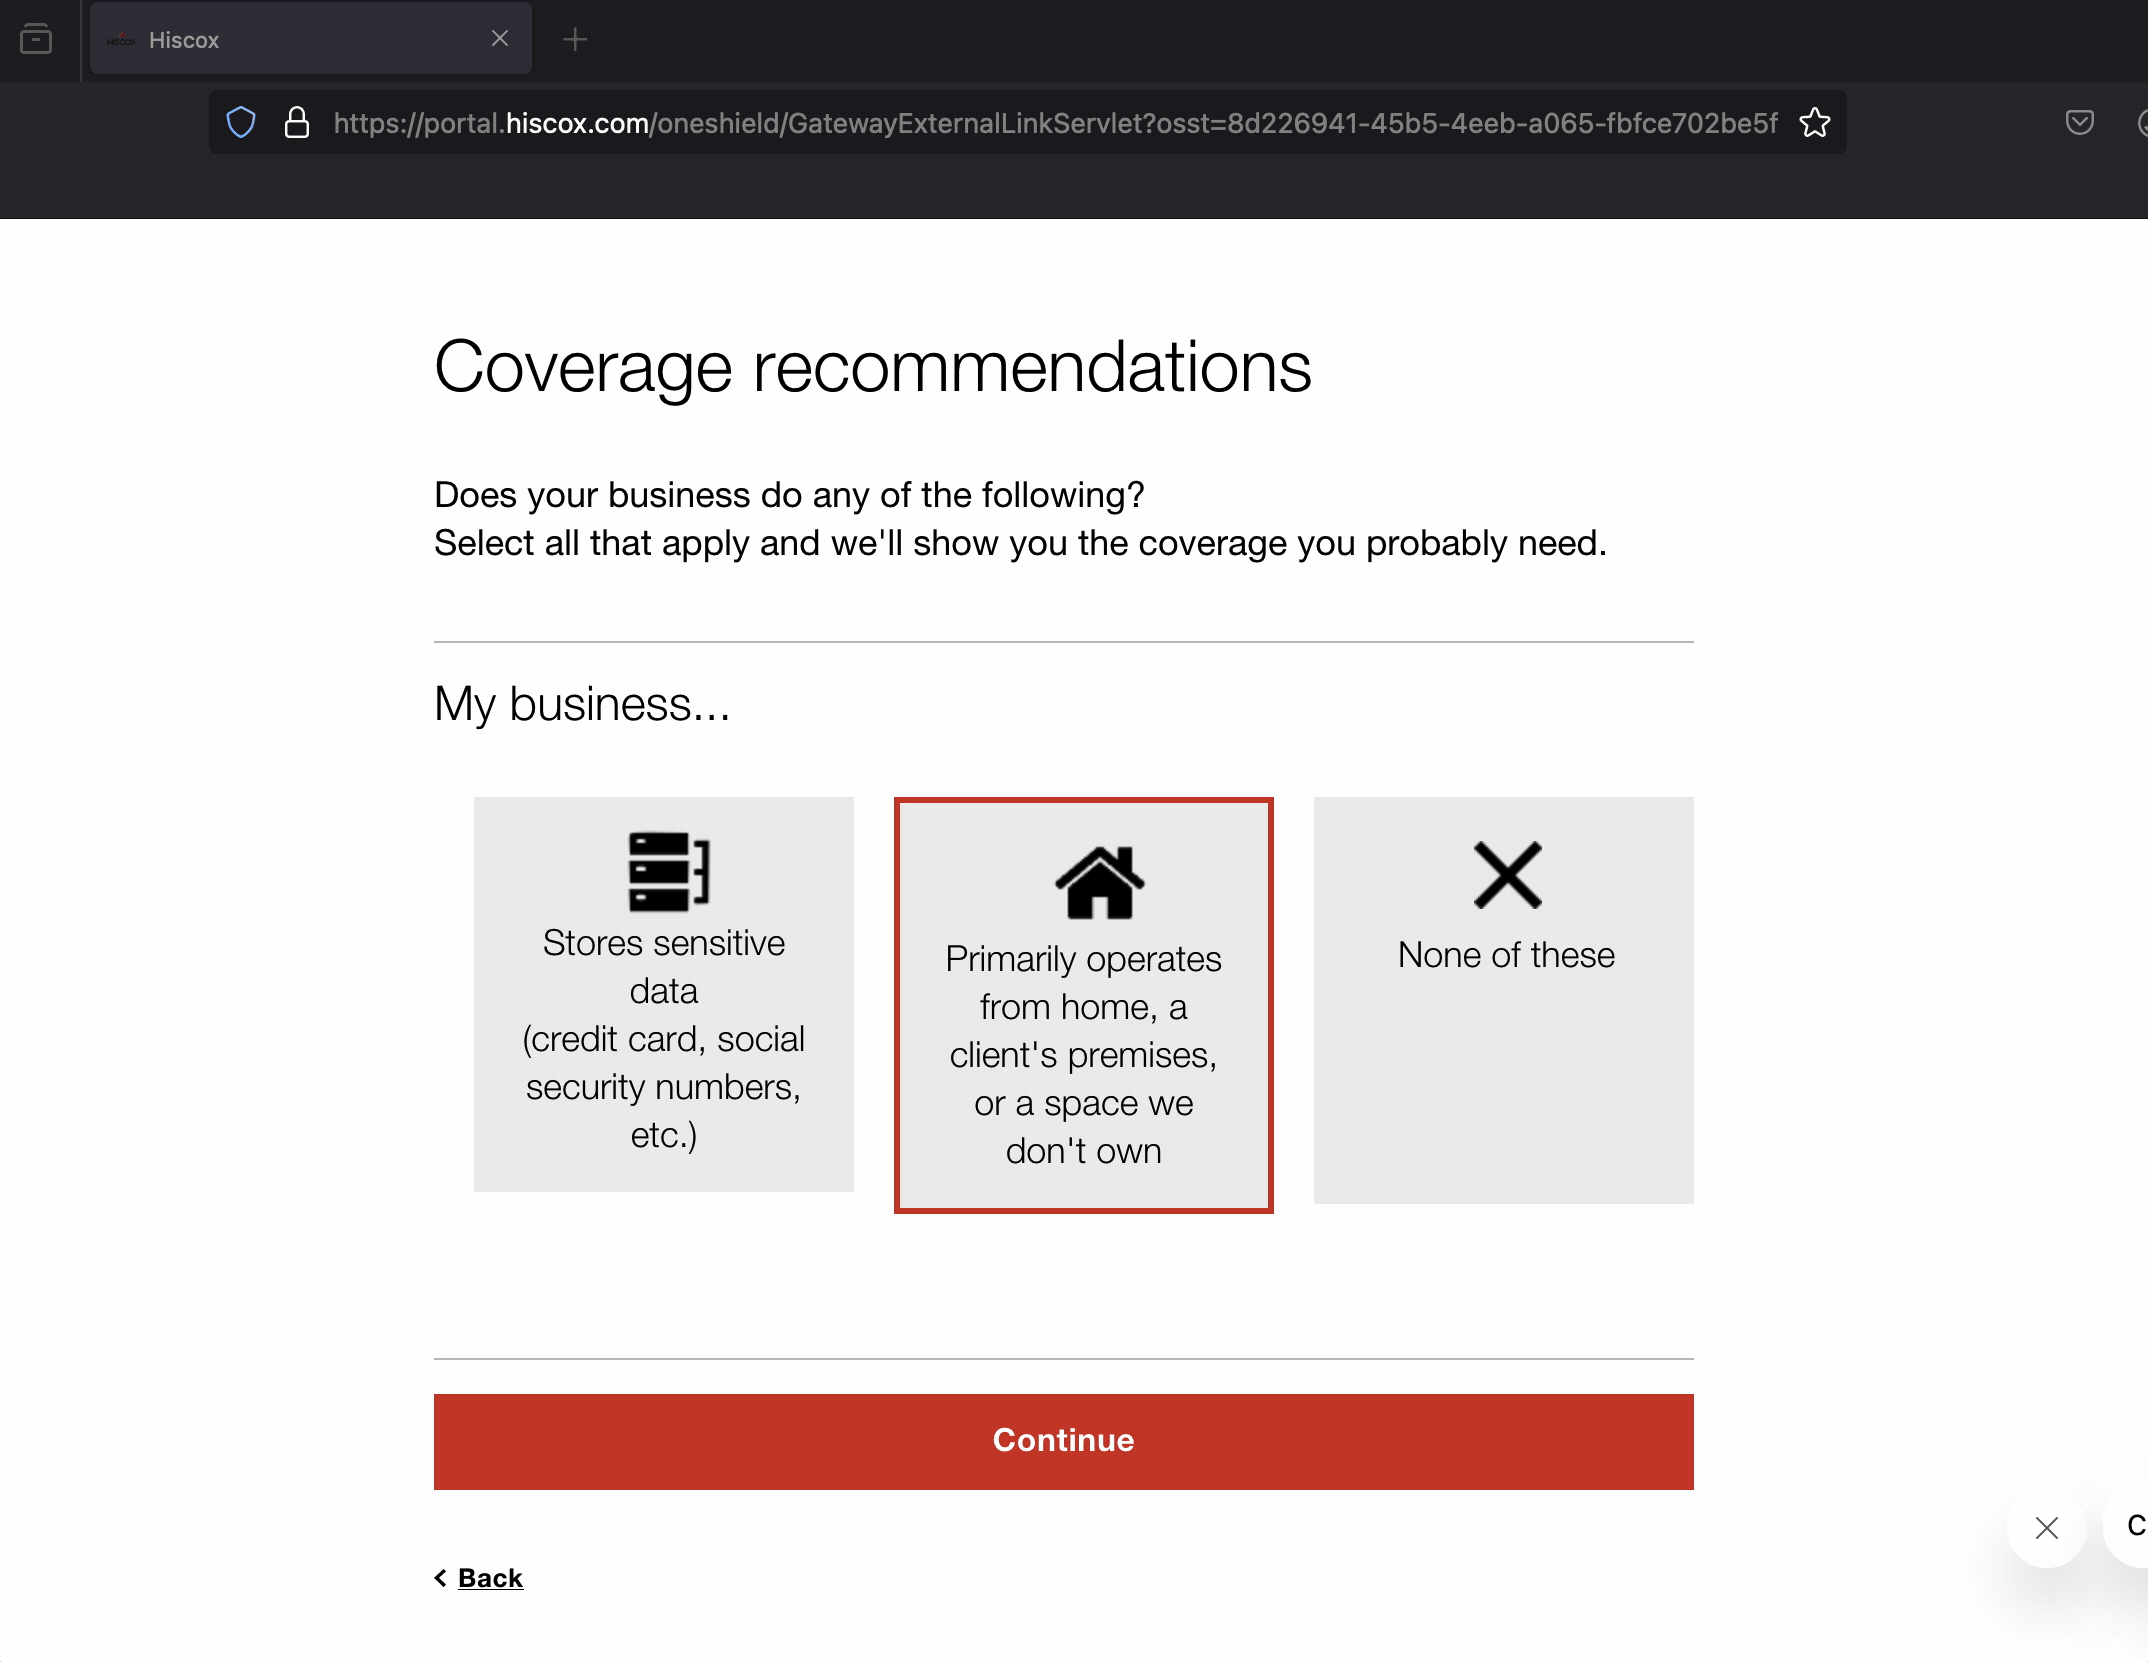 HISCOX Hiscox
https://portal.hiscox.com/oneshield/GatewayExternalLinkServlet?osst=8d226941-45b5-4eeb-a065-fbfce702be5f
Coverage recommendations
Does your business do any of the following?
Select all that apply and we'll show you the coverage you probably need.
My business...
Stores sensitive
data
(credit card, social
security numbers,
etc.)
Primarily operates
from home, a
client's premises,
or a space we
don't own
None of these
Continue
Back